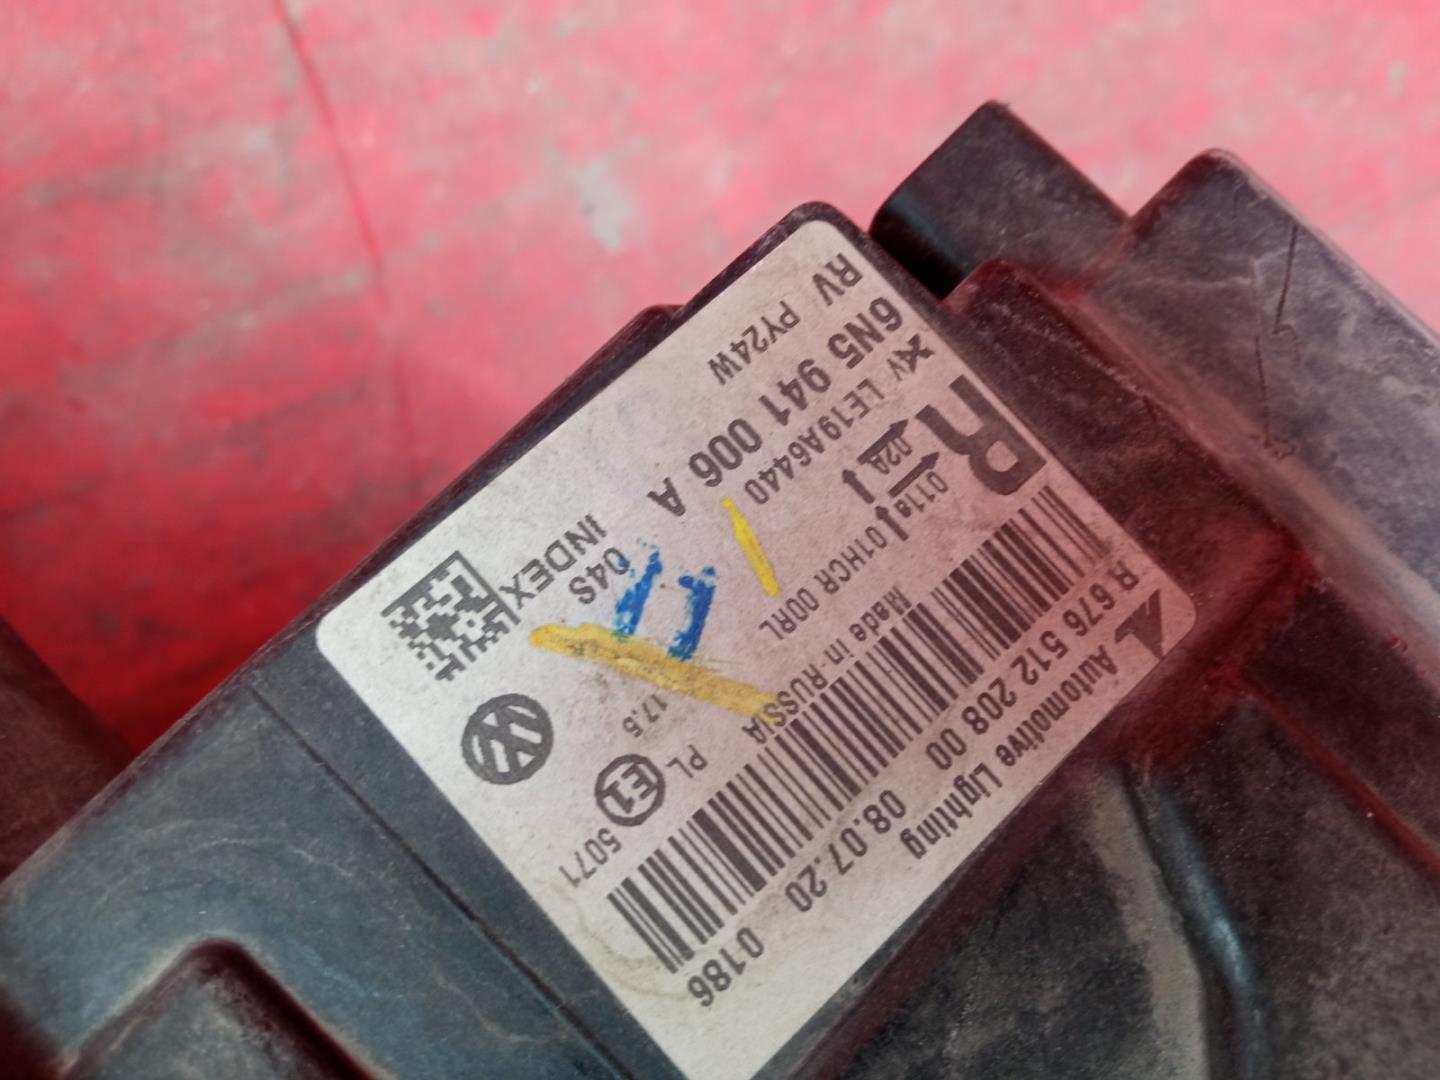 Automotive Lighting
R 676 512 208 00 08.07.20 0186
R
011a 01HCR 00RL Made in RUSSIA
02A
LE19A6440
6N5 941 006 A
RV PY24W
PL E1 5071
17.5
04S
INDEX